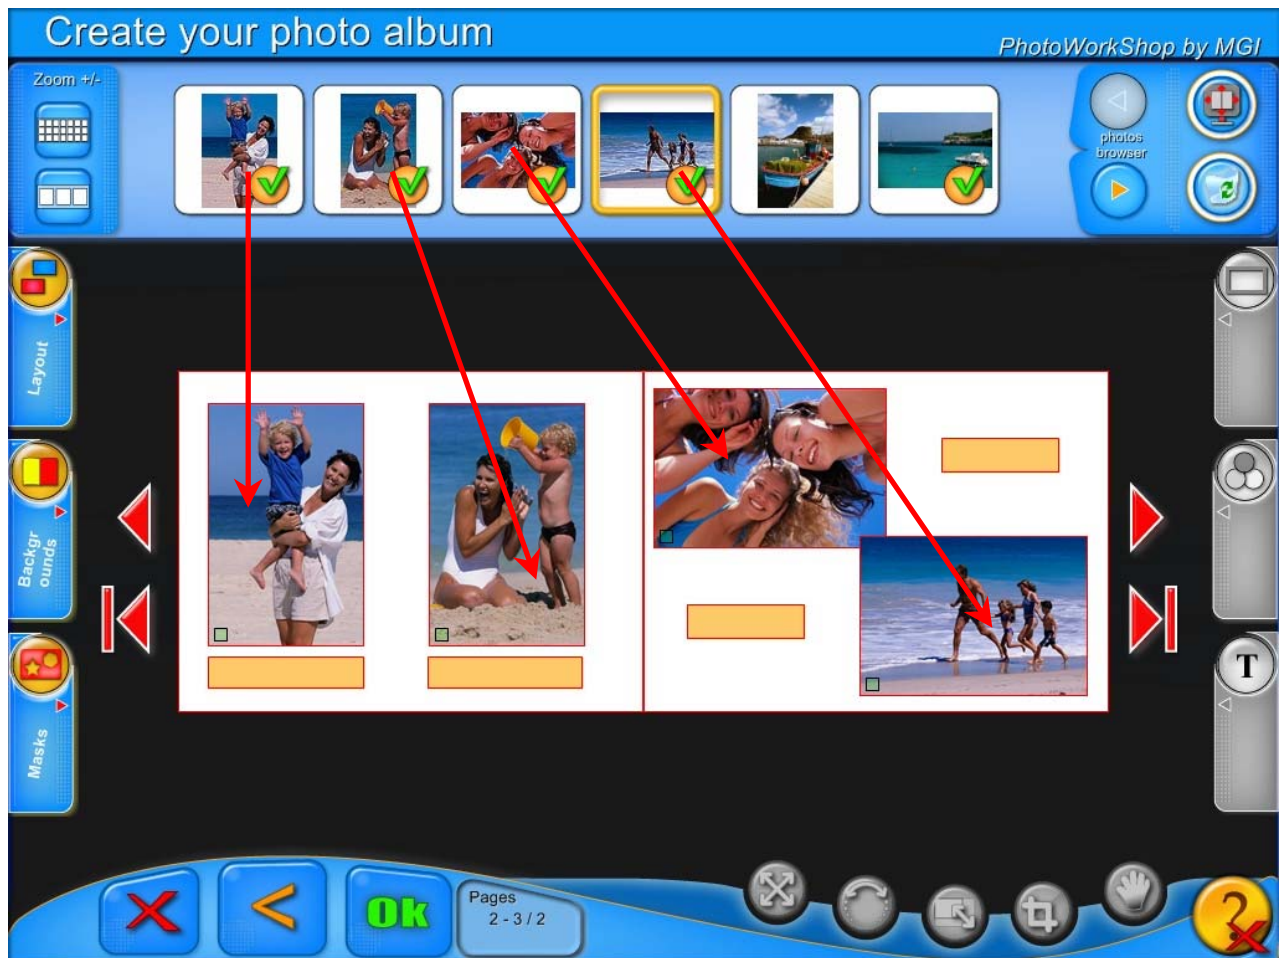 Create your photo album
PhotoWorkShop by MGI
Zoom +/-
photos
browser
Layout
Backgr
ounds
Masks
T
Ok
Pages
2 - 3 / 2
?